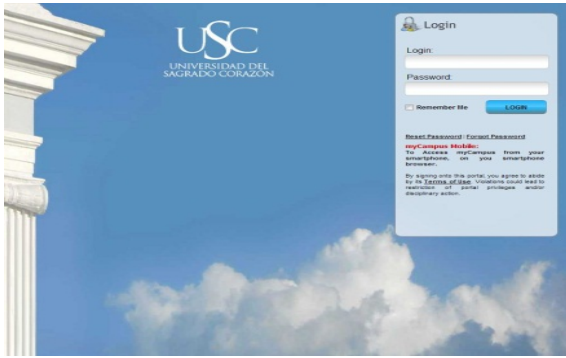 USC
UNIVERSIDAD DEL
SAGRADO CORAZÓN
Login
Login:
Password:
Remember Me
LOGIN
Reset Password | Forgot Password
myCampus Mobile:
To Access myCampus from your
smartphone, on you smartphone
browser.
By signing onto this portal, you agree to abide
by its Terms of Use. Violations could lead to
restriction of portal privileges and/or
disciplinary action.